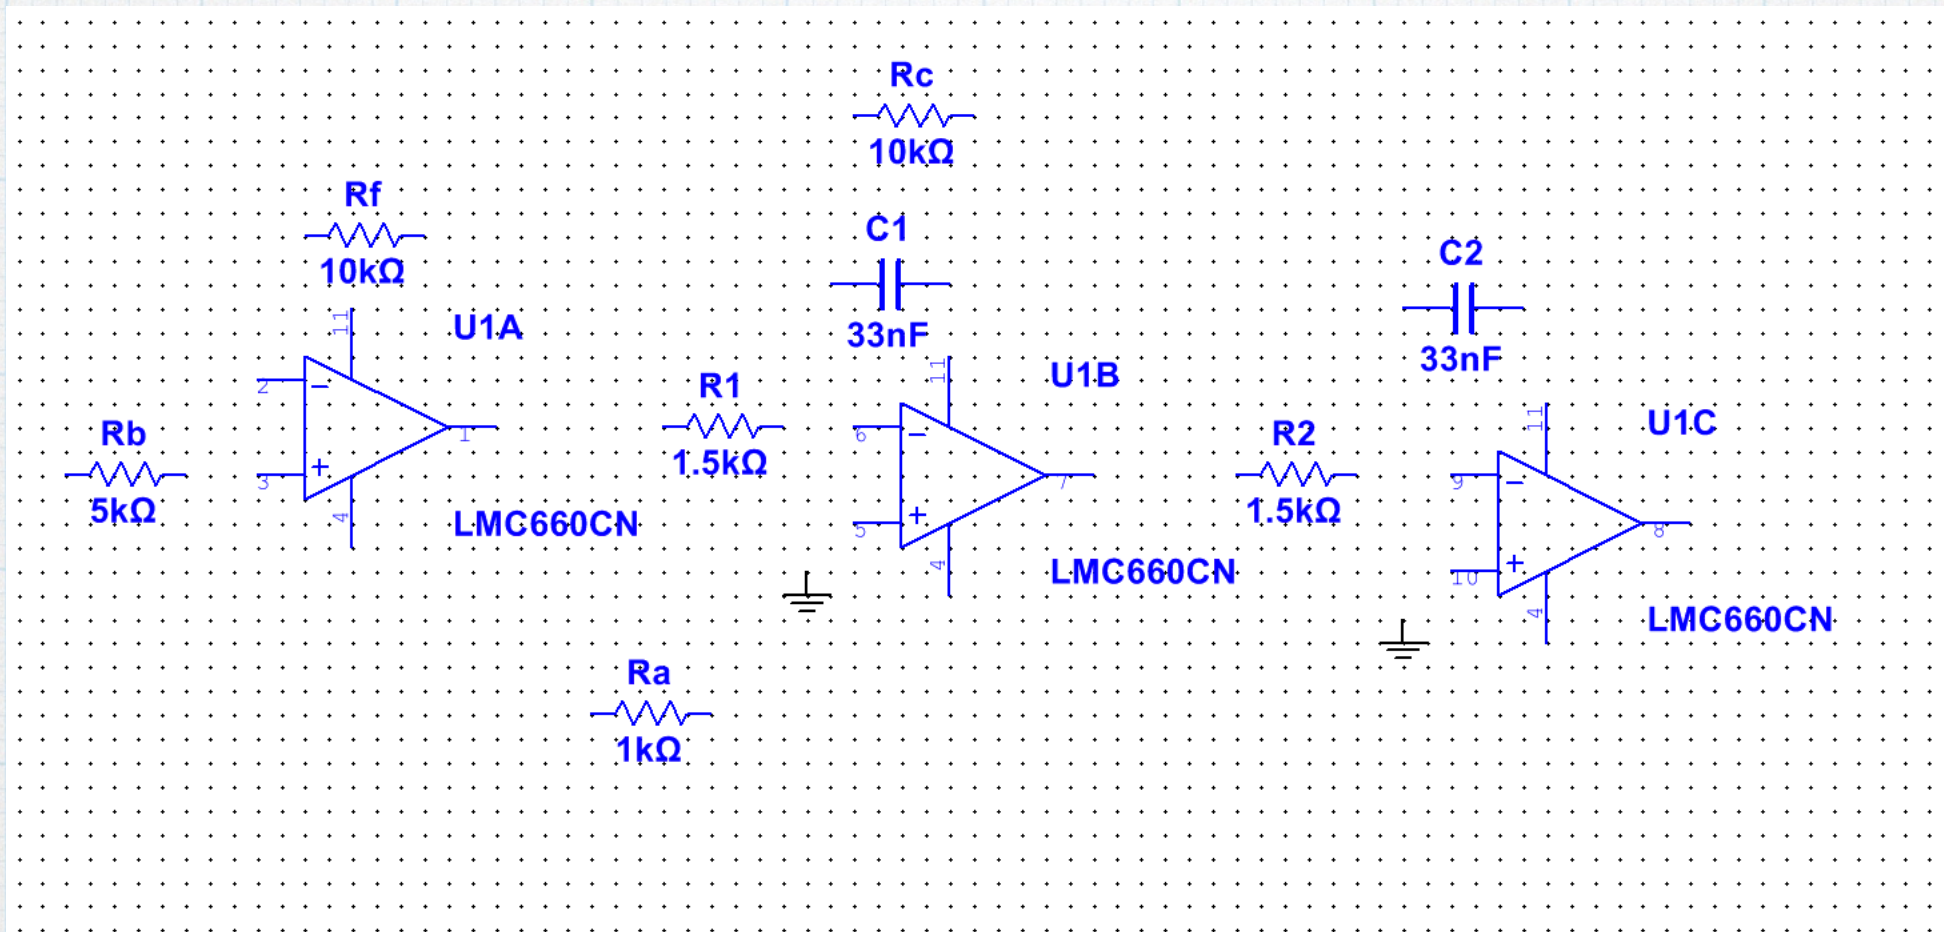 Rc
10kΩ
Rf
10kΩ
C1
33nF
C2
33nF
11
U1A
2
−
+
3
1
4
LMC660CN
Rb
5kΩ
R1
1.5kΩ
11
U1B
6
−
+
5
7
4
LMC660CN
R2
1.5kΩ
11
U1C
9
−
+
10
8
4
LMC660CN
Ra
1kΩ